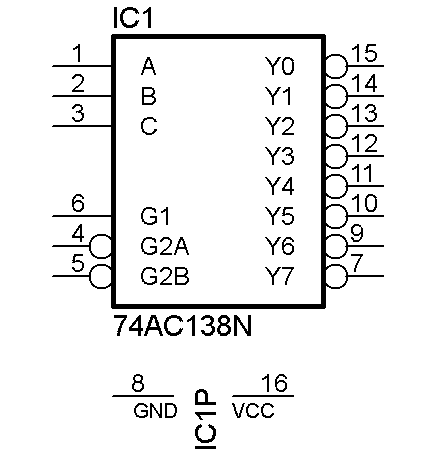 IC1
1 A Y0 15
2 B Y1 14
3 C Y2 13
Y3 12
Y4 11
6 G1 Y5 10
4 G2A Y6 9
5 G2B Y7 7
74AC138N
8 16
GND IC1P VCC